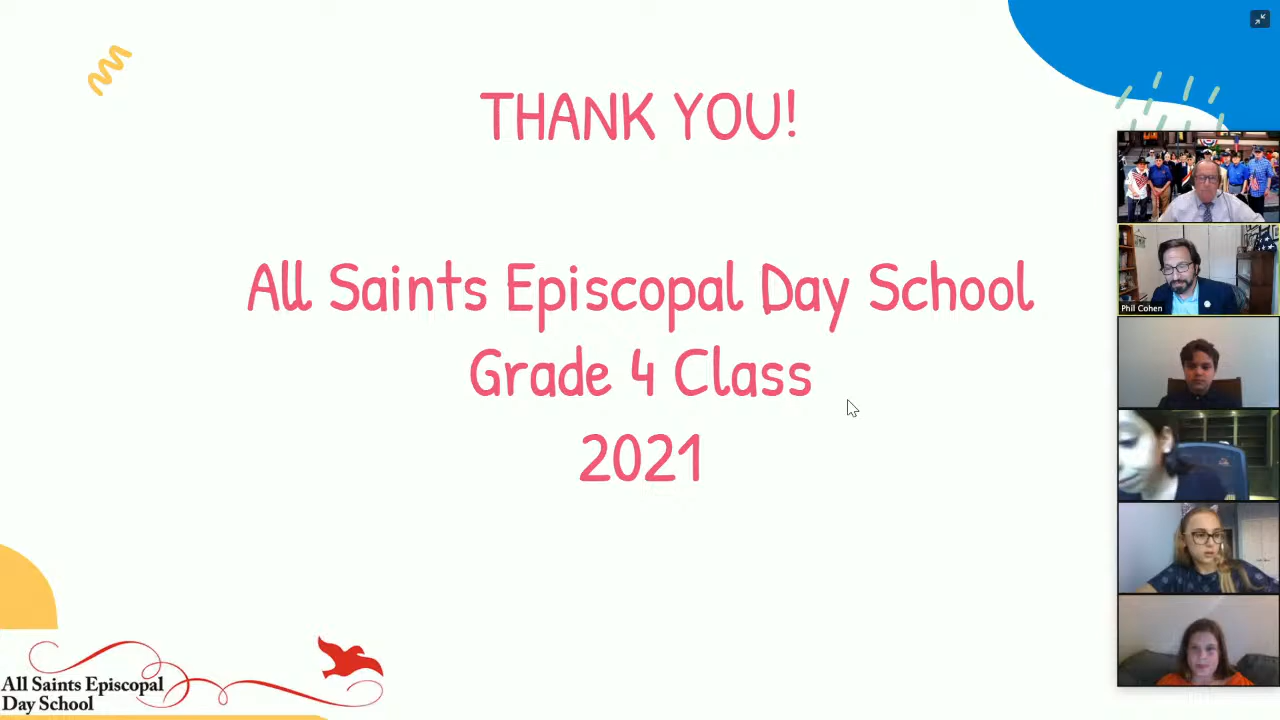 THANK YOU!
All Saints Episcopal Day School
Grade 4 Class
2021
Phil Cohen
All Saints Episcopal
Day School